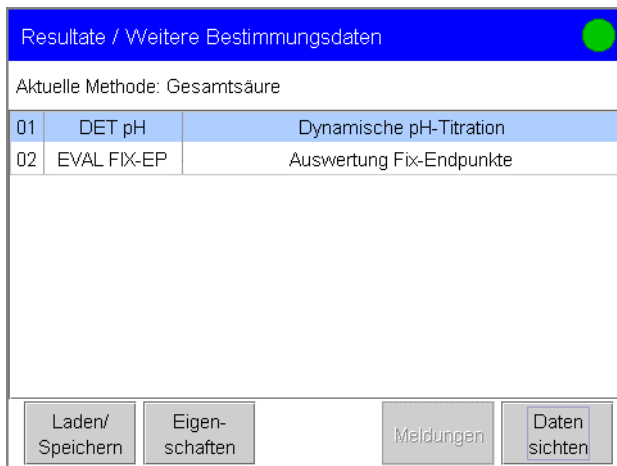 Resultate / Weitere Bestimmungsdaten
Aktuelle Methode: Gesamtsäure
01 DET pH Dynamische pH-Titration
02 EVAL FIX-EP Auswertung Fix-Endpunkte
Laden/ Eigen- Daten
Speichern schaften Meldungen sichten